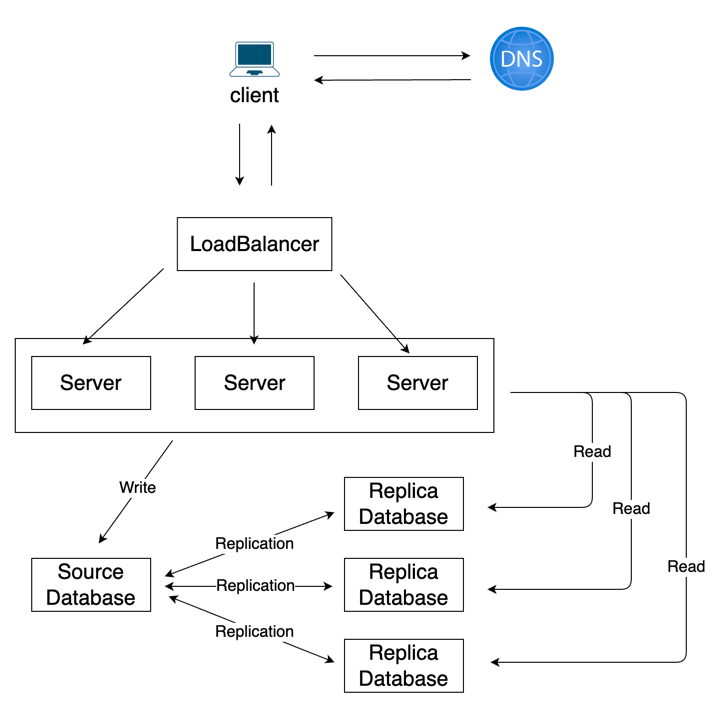 DNS
client
LoadBalancer
Server
Server
Server
Read
Write
Replica
Database
Read
Replication
Source
Database
Replication
Replica
Database
Read
Replication
Replica
Database